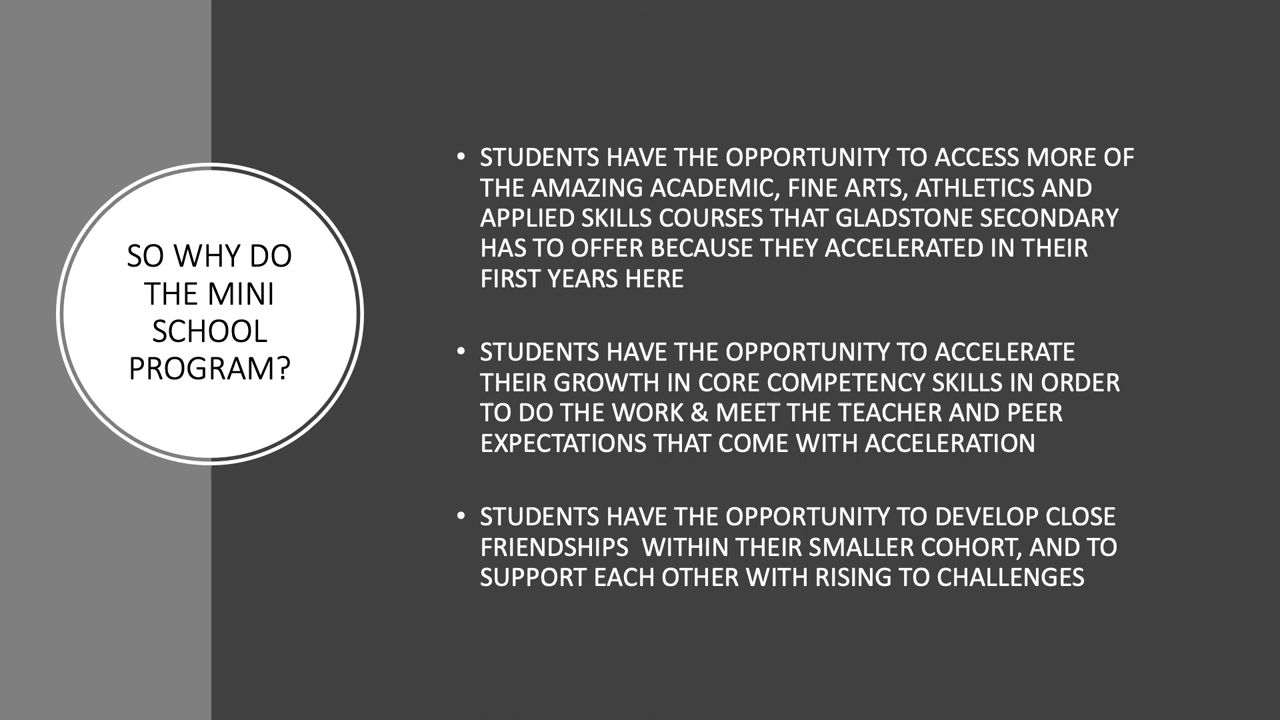 SO WHY DO
THE MINI
SCHOOL
PROGRAM?
• STUDENTS HAVE THE OPPORTUNITY TO ACCESS MORE OF
THE AMAZING ACADEMIC, FINE ARTS, ATHLETICS AND
APPLIED SKILLS COURSES THAT GLADSTONE SECONDARY
HAS TO OFFER BECAUSE THEY ACCELERATED IN THEIR
FIRST YEARS HERE
• STUDENTS HAVE THE OPPORTUNITY TO ACCELERATE
THEIR GROWTH IN CORE COMPETENCY SKILLS IN ORDER
TO DO THE WORK & MEET THE TEACHER AND PEER
EXPECTATIONS THAT COME WITH ACCELERATION
• STUDENTS HAVE THE OPPORTUNITY TO DEVELOP CLOSE
FRIENDSHIPS  WITHIN THEIR SMALLER COHORT, AND TO
SUPPORT EACH OTHER WITH RISING TO CHALLENGES